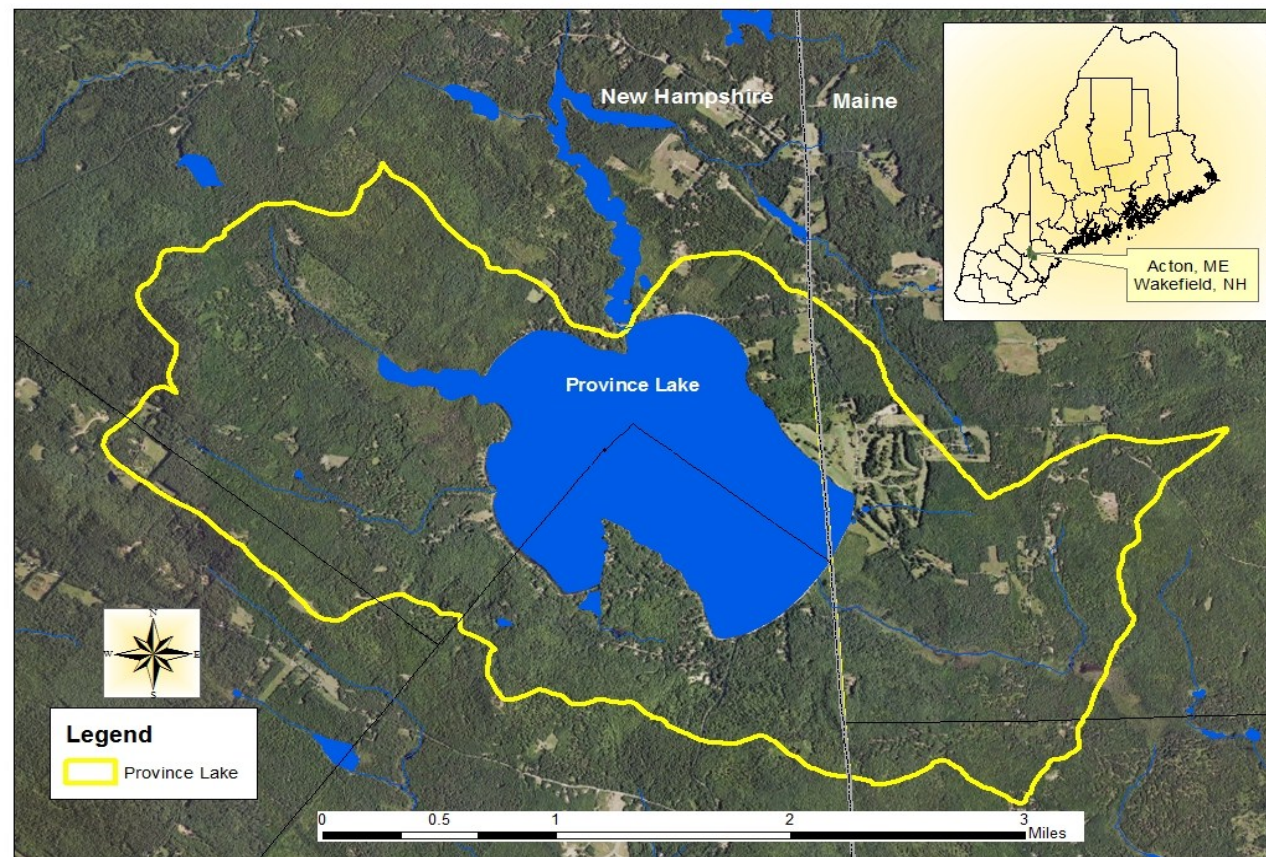 New Hampshire
Maine
Acton, ME
Wakefield, NH
Province Lake
N
W
E
S
Legend
Province Lake
0
0.5
1
2
3
Miles